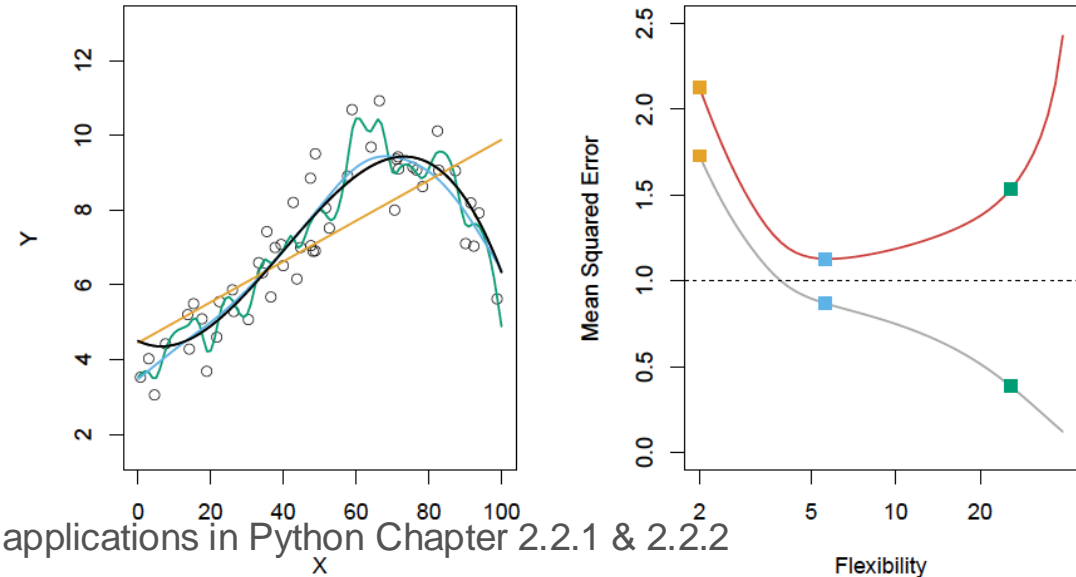 12
10
8
6
4
2
Y
0 20 40 60 80 100
X
2.5
2.0
1.5
1.0
0.5
0.0
Mean Squared Error
2 5 10 20
Flexibility
applications in Python Chapter 2.2.1 & 2.2.2